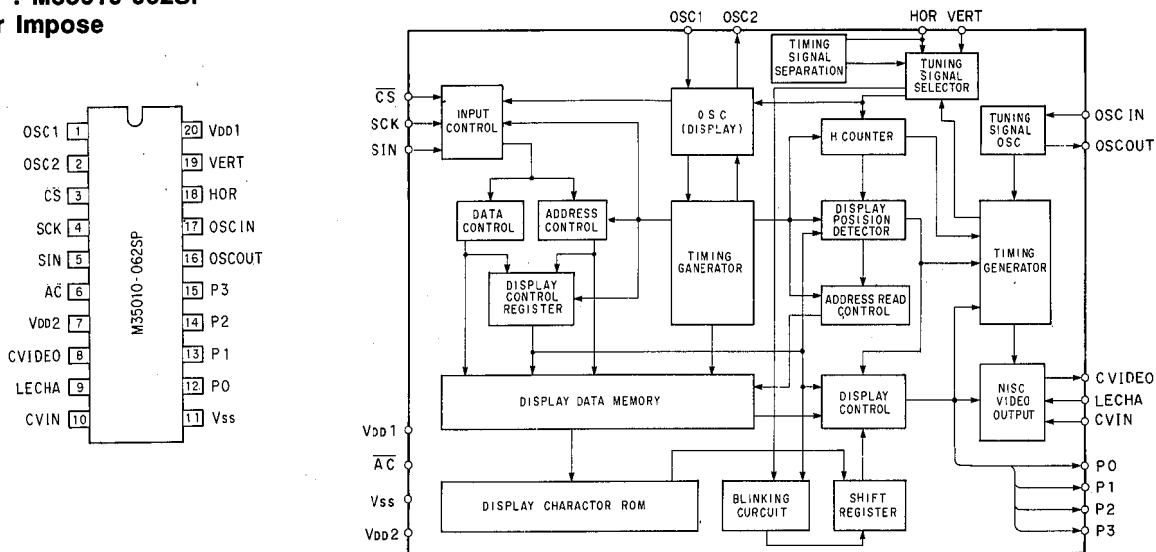 : M35010-062SP
r Impose
OSC1 1
OSC2 2
CS 3
SCK 4
SIN 5
AC 6
VDD2 7
CVIDEO 8
LECHA 9
CVIN 10
M35010-062SP
20 VDD1
19 VERT
18 HOR
17 OSCIN
16 OSCOUT
15 P3
14 P2
13 P1
12 P0
11 Vss
OSC1 OSC2 HOR VERT
TIMING
SIGNAL
SEPARATION
TUNING
SIGNAL
SELECTOR
CS
SCK
SIN
INPUT
CONTROL
OSC
(DISPLAY)
H COUNTER
TUNING
SIGNAL
OSC
OSC IN
OSCOUT
DATA
CONTROL
ADDRESS
CONTROL
TIMING
GANERATOR
DISPLAY
POSISION
DETECTOR
TIMING
GENERATOR
DISPLAY
CONTROL
REGISTER
ADDRESS READ
CONTROL
DISPLAY DATA MEMORY
DISPLAY
CONTROL
NISC
VIDEO
OUTPUT
CVIDEO
LECHA
CVIN
VDD1
AC
Vss
VDD2
DISPLAY CHARACTOR ROM
BLINKING
CURCUIT
SHIFT
REGISTER
P0
P1
P2
P3